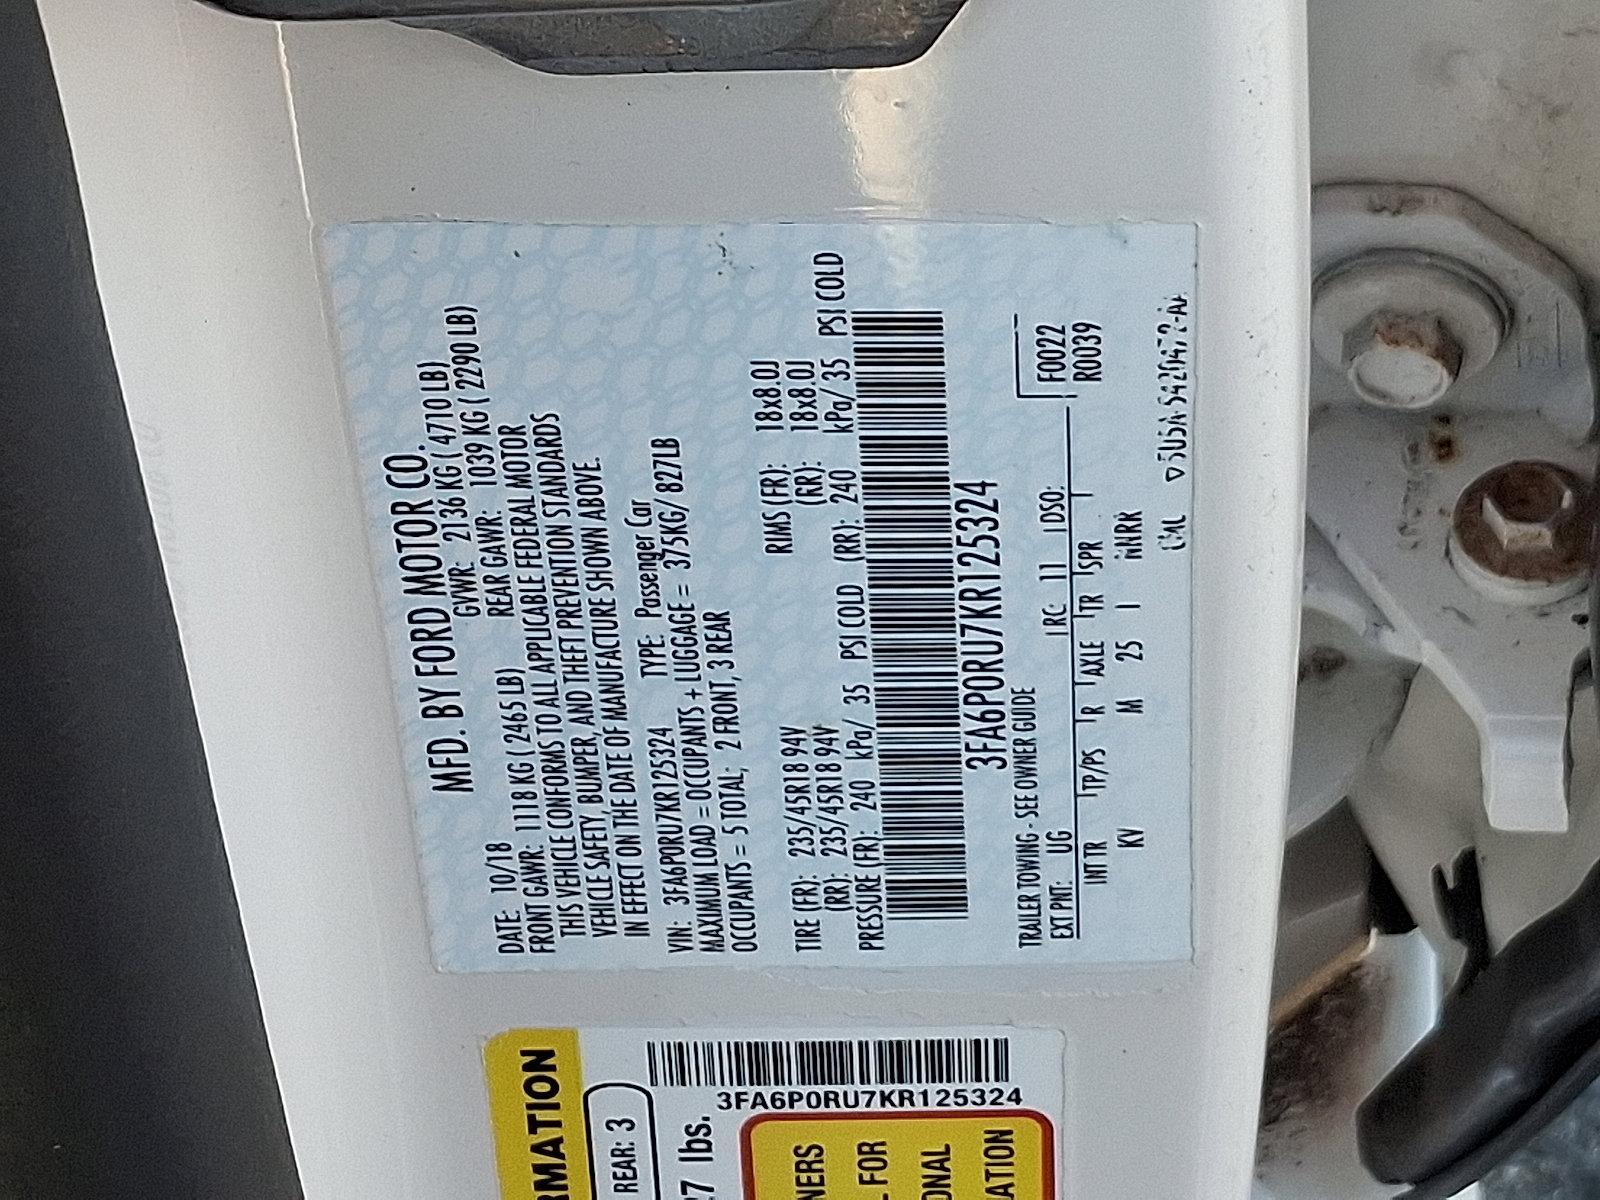 MFD. BY FORD MOTOR CO.
DATE: 10/18 GVWR: 2136 KG ( 4710 LB)
FRONT GAWR: 1118 KG ( 2465 LB) REAR GAWR: 1039 KG ( 2290 LB)
THIS VEHICLE CONFORMS TO ALL APPLICABLE FEDERAL MOTOR
VEHICLE SAFETY, BUMPER, AND THEFT PREVENTION STANDARDS
IN EFFECT ON THE DATE OF MANUFACTURE SHOWN ABOVE.
VIN: 3FA6P0RU7KR125324 TYPE: Passenger Car
MAXIMUM LOAD = OCCUPANTS + LUGGAGE = 375KG/ 827LB
OCCUPANTS = 5 TOTAL; 2 FRONT, 3 REAR
TIRE (FR): 235/45R18 94V RIMS (FR): 18x8.0J
(RR): 235/45R18 94V (RR): 18x8.0J
PRESSURE (FR): 240 kPa/ 35 PSI COLD (RR): 240 kPa/ 35 PSI COLD
3FA6P0RU7KR125324
TRAILER TOWING - SEE OWNER GUIDE F0022
EXT PNT: UG RC 11 DSO: R0039
INT TR TP/PS R AXLE TR SPR
KV M 25 I
RMATION
REAR: 3
27 lbs.
3FA6P0RU7KR125324
NERS
L FOR
ONAL
ATION